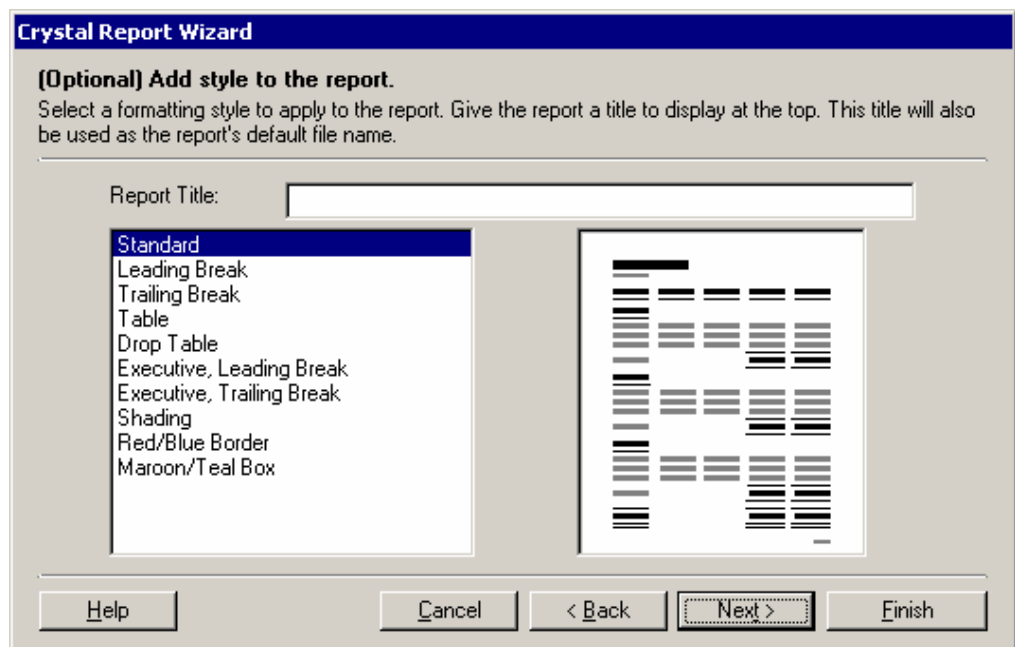 Crystal Report Wizard
(Optional) Add style to the report.
Select a formatting style to apply to the report. Give the report a title to display at the top. This title will also
be used as the report's default file name.
Report Title:
Standard
Leading Break
Trailing Break
Table
Drop Table
Executive, Leading Break
Executive, Trailing Break
Shading
Red/Blue Border
Maroon/Teal Box
Help
Cancel
< Back
Next >
Finish